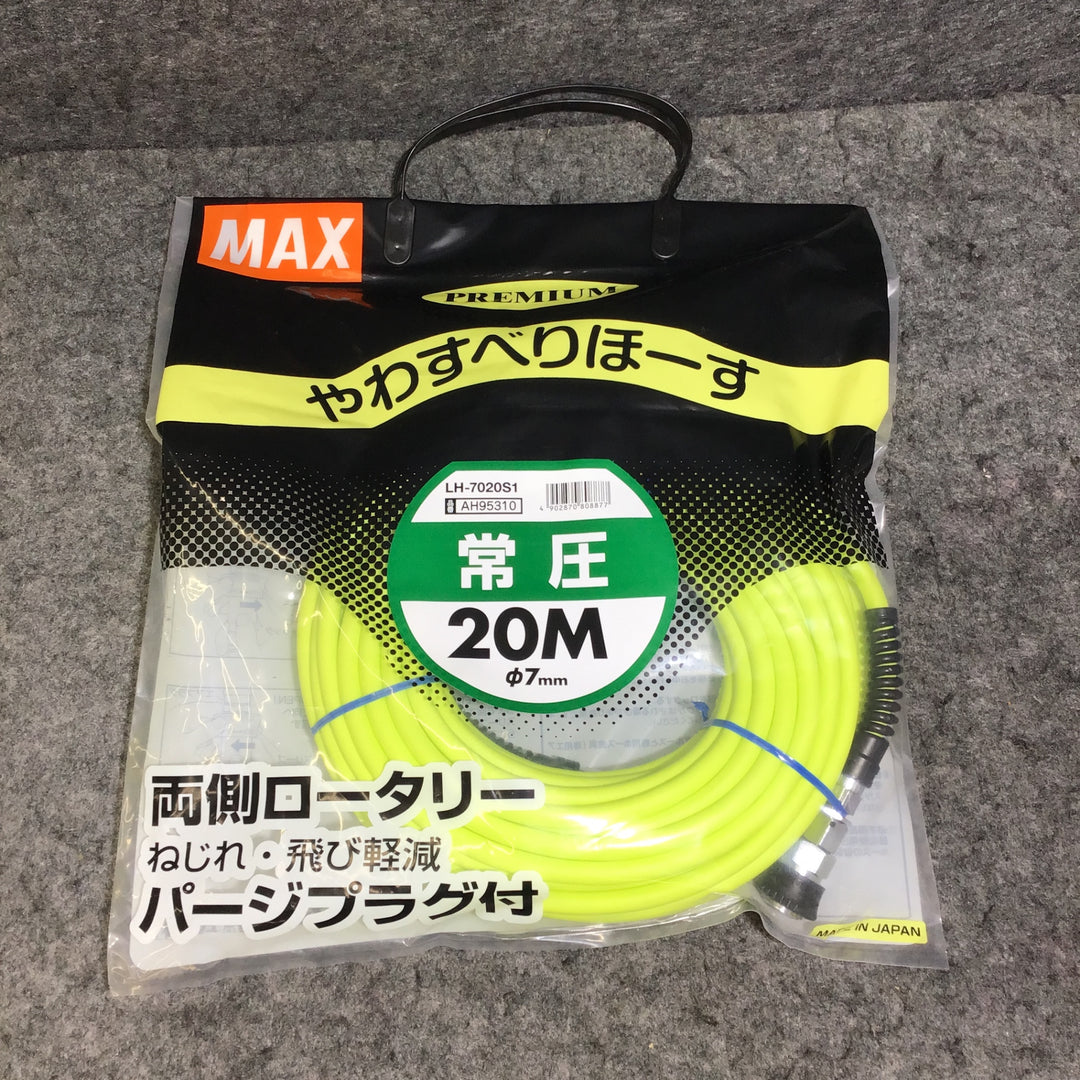 MAX
PREMIUM
やわすべりほーす
LH-7020S1
AH95310
4902870808877
常圧
20M
φ7mm
両側ロータリー
ねじれ・飛び軽減
パージプラグ付
MADE IN JAPAN